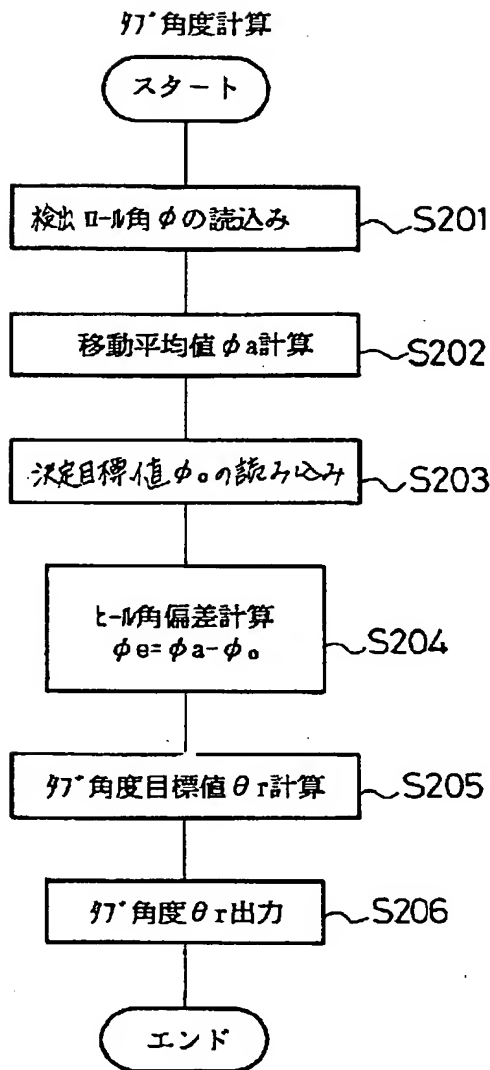 タブ角度計算
スタート
検出ロール角φの読込み
S201
移動平均値φa計算
S202
決定目標値φ₀の読み込み
S203
ヒール角偏差計算
φe=φa-φ₀
S204
タブ角度目標値θr計算
S205
タブ角度θr出力
S206
エンド